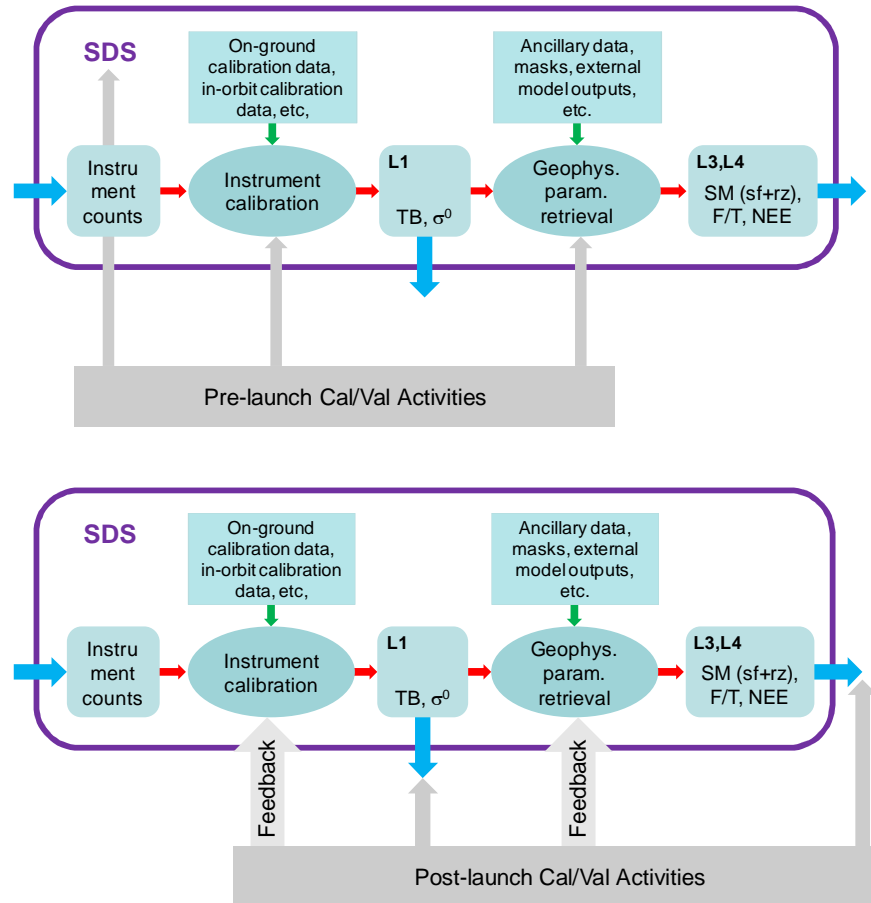 SDS
On-ground
calibration data,
in-orbit calibration
data, etc,
Ancillary data,
masks, external
model outputs,
etc.
Instru
ment
counts
Instrument
calibration
L1
TB, σ⁰
Geophys.
param.
retrieval
L3,L4
SM (sf+rz),
F/T, NEE
Pre-launch Cal/Val Activities
SDS
On-ground
calibration data,
in-orbit calibration
data, etc,
Ancillary data,
masks, external
model outputs,
etc.
Instru
ment
counts
Instrument
calibration
L1
TB, σ⁰
Geophys.
param.
retrieval
L3,L4
SM (sf+rz),
F/T, NEE
Feedback
Feedback
Post-launch Cal/Val Activities